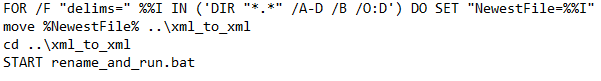 FOR /F "delims=" %%I IN ('DIR "*.*" /A-D /B /O:D') DO SET "NewestFile=%%I"
move %NewestFile% ..\xml_to_xml
cd ..\xml_to_xml
START rename_and_run.bat